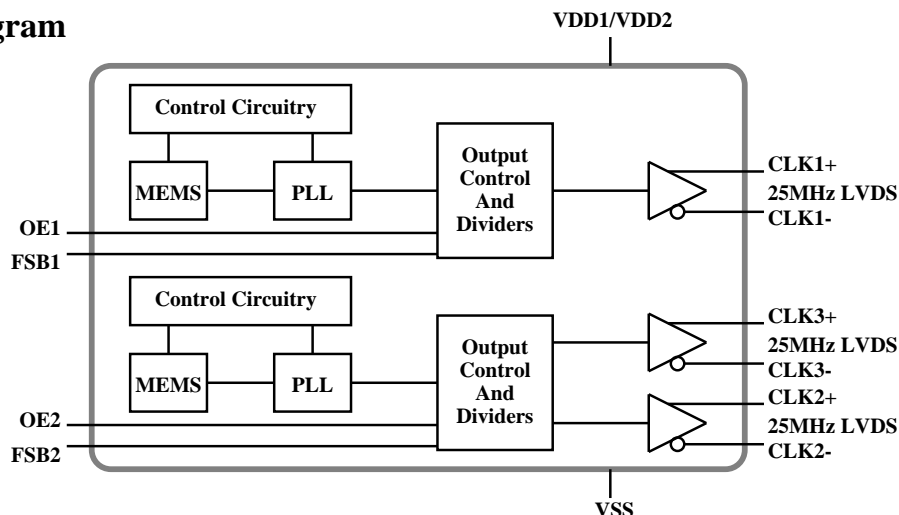 gram
VDD1/VDD2
Control Circuitry
MEMS
PLL
Output
Control
And
Dividers
CLK1+
25MHz LVDS
CLK1-
OE1
FSB1
Control Circuitry
MEMS
PLL
Output
Control
And
Dividers
CLK3+
25MHz LVDS
CLK3-
CLK2+
25MHz LVDS
CLK2-
OE2
FSB2
VSS